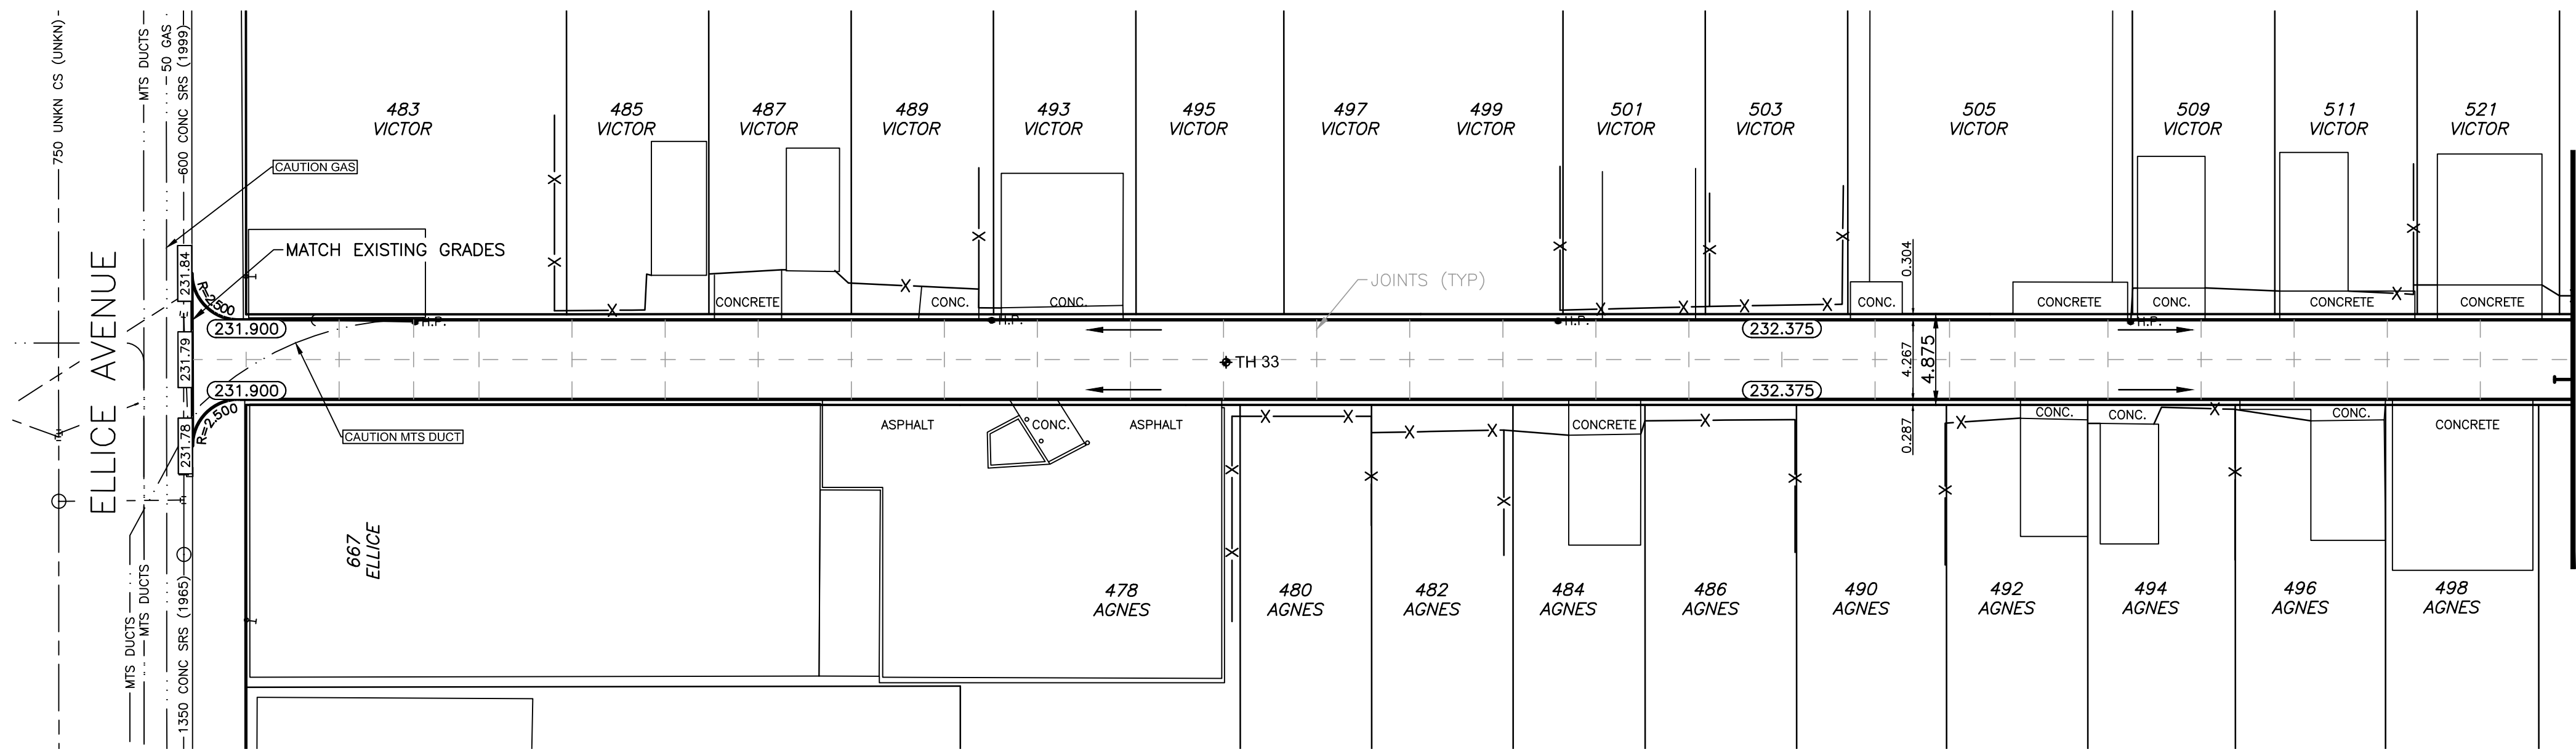 750 UNKN CS (UNKN)
MTS DUCTS
50 GAS
600 CONC SRS (1999)
483
VICTOR
485
VICTOR
487
VICTOR
489
VICTOR
493
VICTOR
495
VICTOR
497
VICTOR
499
VICTOR
501
VICTOR
503
VICTOR
505
VICTOR
509
VICTOR
511
VICTOR
521
VICTOR
CAUTION GAS
MATCH EXISTING GRADES
ELLICE AVENUE
231.84
231.79
231.78
R=2.500
R=2.500
231.900
231.900
CONCRETE
CONC.
CONC.
JOINTS (TYP)
CONC.
CONCRETE
CONC.
CONCRETE
CONCRETE
H.P.
H.P.
H.P.
H.P.
232.375
232.375
0.304
4.267
4.875
0.287
TH 33
CAUTION MTS DUCT
ASPHALT
CONC.
ASPHALT
CONCRETE
CONC.
CONC.
CONC.
CONCRETE
667
ELLICE
478
AGNES
480
AGNES
482
AGNES
484
AGNES
486
AGNES
490
AGNES
492
AGNES
494
AGNES
496
AGNES
498
AGNES
MTS DUCTS
MTS DUCTS
1350 CONC SRS (1965)